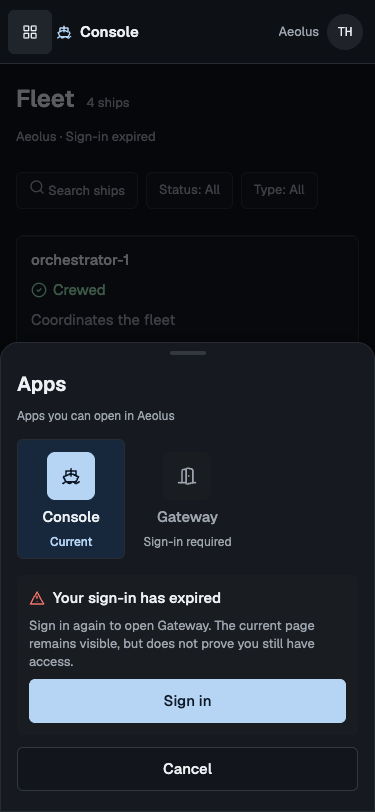 Console
Aeolus
TH
Fleet
4 ships
Aeolus · Sign-in expired
Search ships
Status: All
Type: All
orchestrator-1
Crewed
Coordinates the fleet
Apps
Apps you can open in Aeolus
Console
Current
Gateway
Sign-in required
Your sign-in has expired
Sign in again to open Gateway. The current page
remains visible, but does not prove you still have
access.
Sign in
Cancel